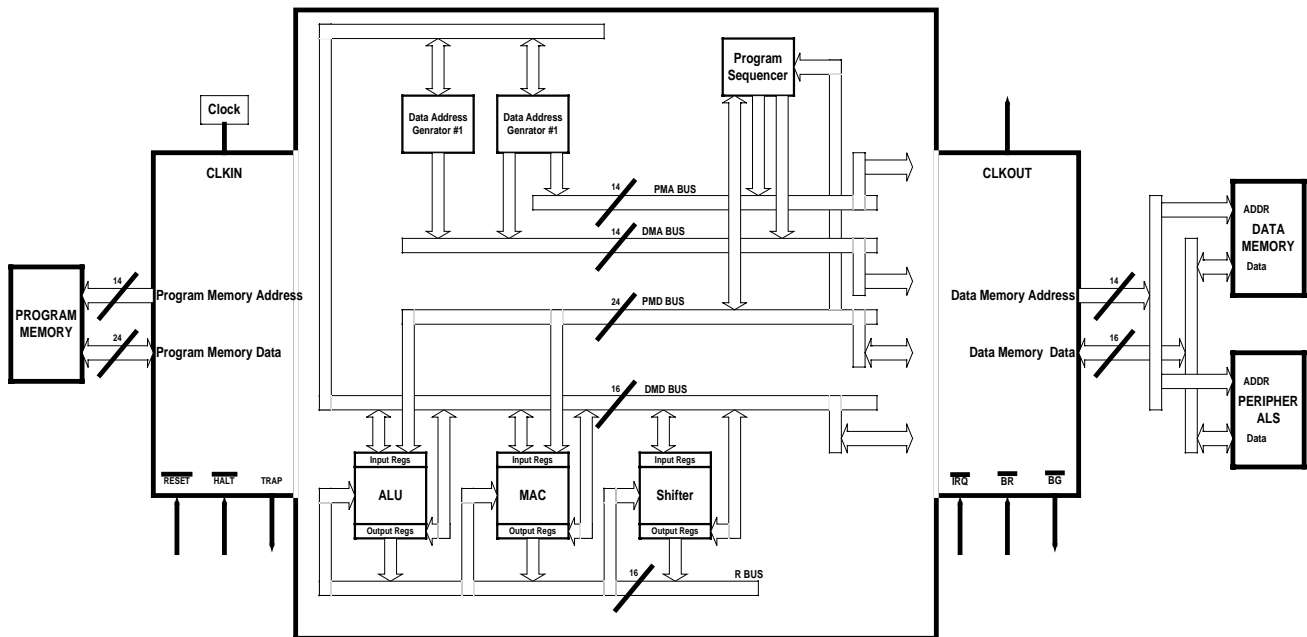 Clock
CLKIN
PROGRAM
MEMORY
14
Program Memory Address
24
Program Memory Data
RESET
HALT
TRAP
Data Address
Genrator #1
Data Address
Genrator #1
Program
Sequencer
14
PMA BUS
14
DMA BUS
24
PMD BUS
16
DMD BUS
Input Regs
ALU
Output Regs
Input Regs
MAC
Output Regs
Input Regs
Shifter
Output Regs
16
R BUS
CLKOUT
Data Memory Address
14
Data Memory Data
16
IRQ
BR
BG
ADDR
DATA
MEMORY
Data
ADDR
PERIPHER
ALS
Data